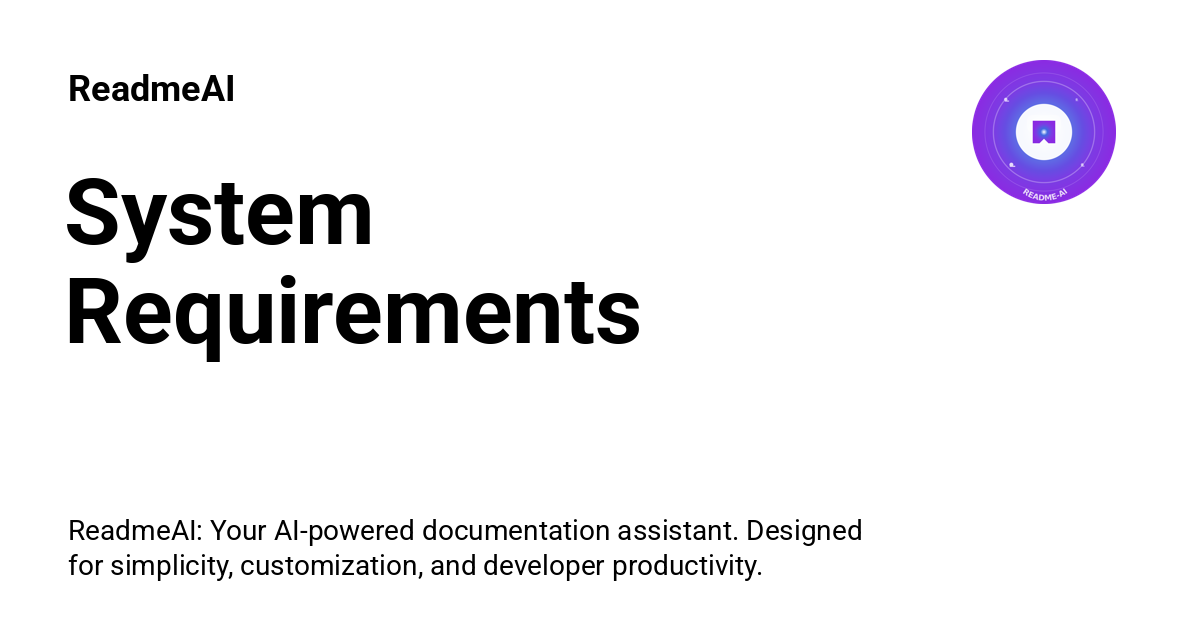 ReadmeAI
README-AI
System
Requirements
ReadmeAI: Your AI-powered documentation assistant. Designed
for simplicity, customization, and developer productivity.